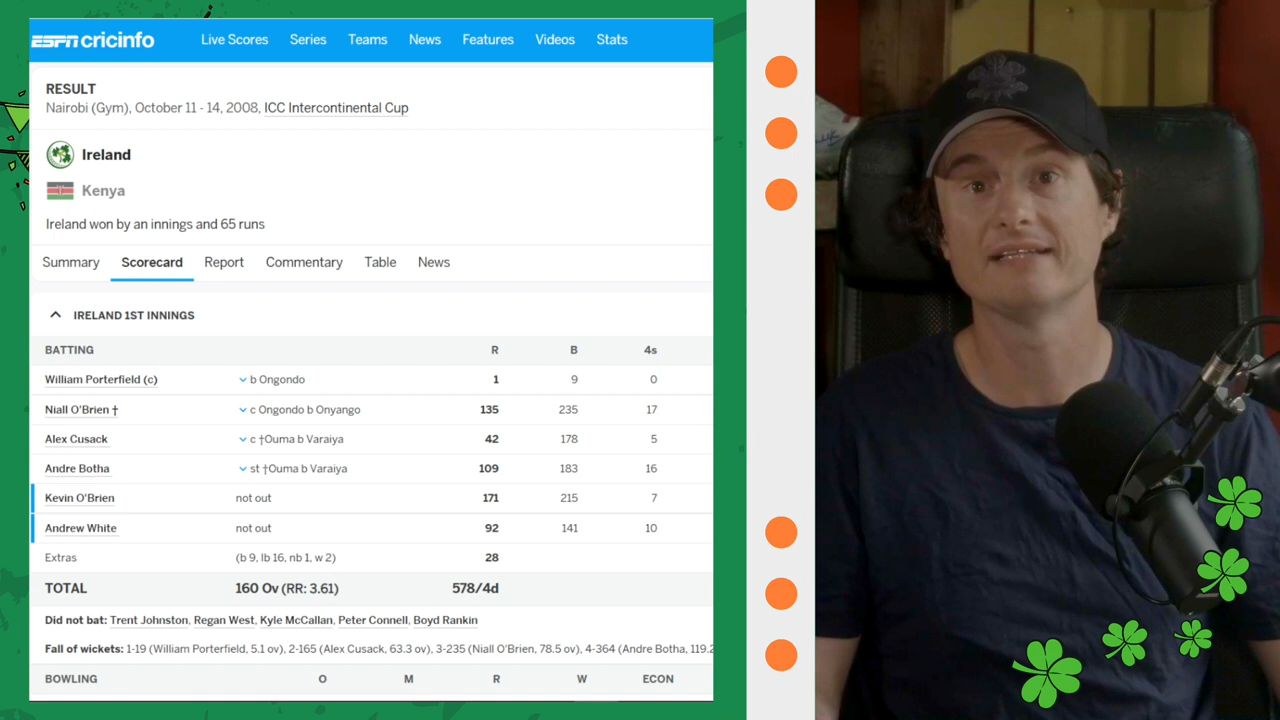 ESPN cricinfo Live Scores Series Teams News Features Videos Stats
RESULT
Nairobi (Gym), October 11 - 14, 2008, ICC Intercontinental Cup
Ireland
Kenya
Ireland won by an innings and 65 runs
Summary Scorecard Report Commentary Table News
IRELAND 1ST INNINGS
BATTING R B 4s
William Porterfield (c) b Ongondo 1 9 0
Niall O'Brien † c Ongondo b Onyango 135 235 17
Alex Cusack c †Ouma b Varaiya 42 178 5
Andre Botha st †Ouma b Varaiya 109 183 16
Kevin O'Brien not out 171 215 7
Andrew White not out 92 141 10
Extras (b 9, lb 16, nb 1, w 2) 28
TOTAL 160 Ov (RR: 3.61) 578/4d
Did not bat: Trent Johnston, Regan West, Kyle McCallan, Peter Connell, Boyd Rankin
Fall of wickets: 1-19 (William Porterfield, 5.1 ov), 2-165 (Alex Cusack, 63.3 ov), 3-235 (Niall O'Brien, 78.5 ov), 4-364 (Andre Botha, 119.2
BOWLING O M R W ECON